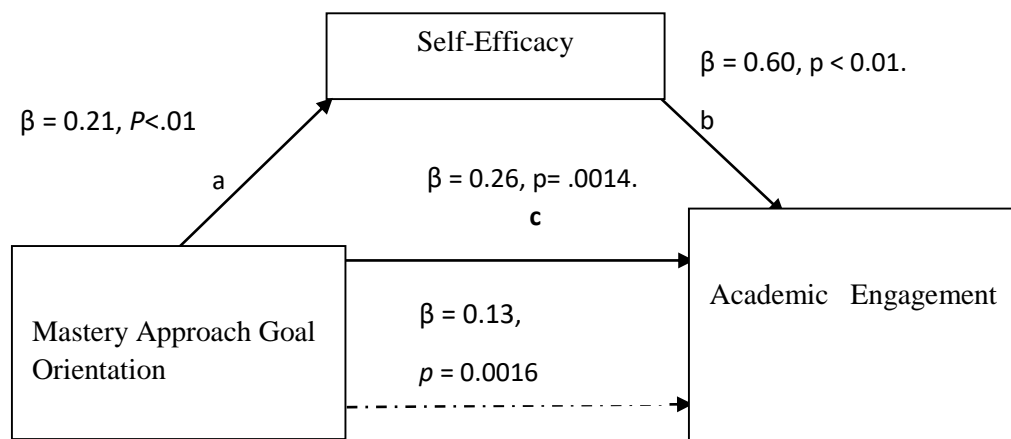 Self-Efficacy
β = 0.60, p < 0.01.
β = 0.21, P<.01
b
a
β = 0.26, p= .0014.
c
Academic Engagement
β = 0.13,
Mastery Approach Goal
Orientation
p = 0.0016